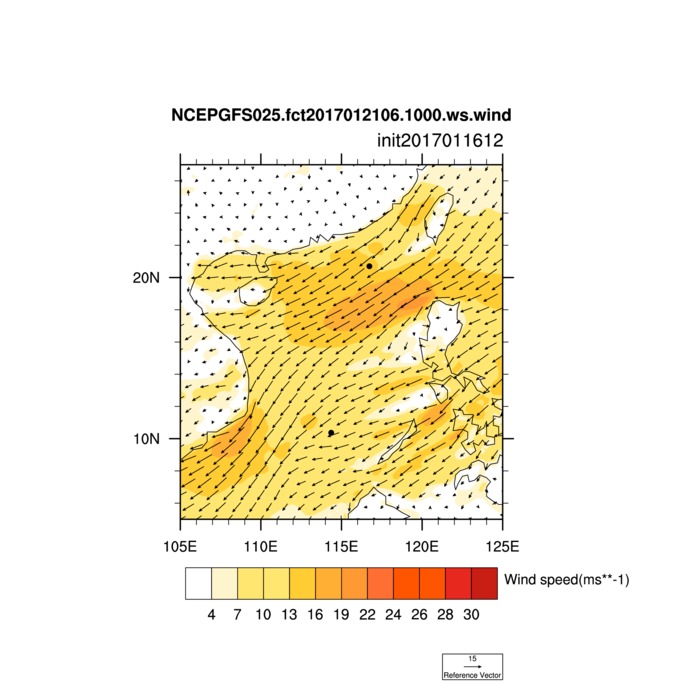 NCEPGFS025.fct2017012106.1000.ws.wind
init2017011612
20N
10N
105E 110E 115E 120E 125E
Wind speed(ms**-1)
4 7 10 13 16 19 22 24 26 28 30
15
Reference Vector